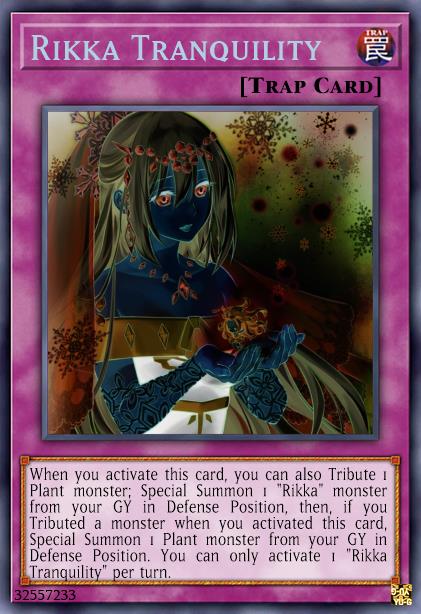 Rikka Tranquility
TRAP
罠
[Trap Card]
When you activate this card, you can also Tribute 1
Plant monster; Special Summon 1 "Rikka" monster
from your GY in Defense Position, then, if you
Tributed a monster when you activated this card,
Special Summon 1 Plant monster from your GY in
Defense Position. You can only activate 1 "Rikka
Tranquility" per turn.
32557233